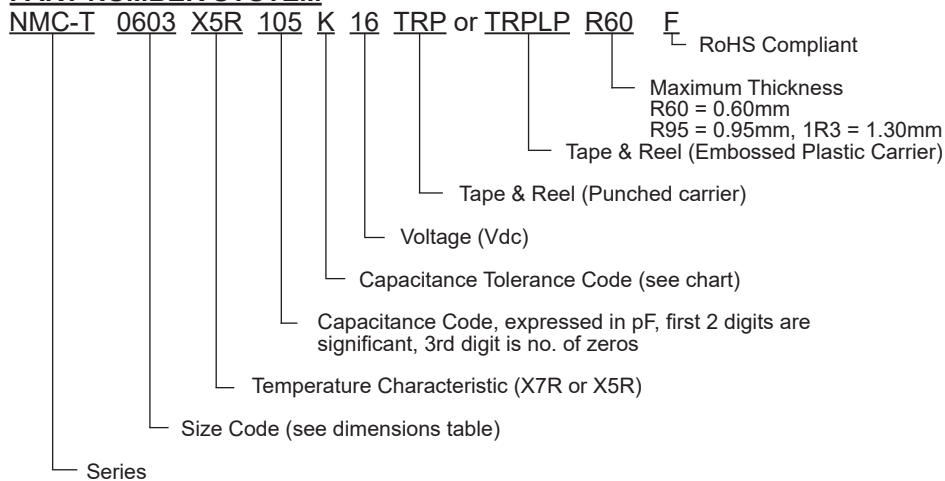 PART NUMBER SYSTEM
NMC-T 0603 X5R 105 K 16 TRP or TRPLP R60 F
RoHS Compliant
Maximum Thickness
R60 = 0.60mm
R95 = 0.95mm, 1R3 = 1.30mm
Tape & Reel (Embossed Plastic Carrier)
Tape & Reel (Punched carrier)
Voltage (Vdc)
Capacitance Tolerance Code (see chart)
Capacitance Code, expressed in pF, first 2 digits are
significant, 3rd digit is no. of zeros
Temperature Characteristic (X7R or X5R)
Size Code (see dimensions table)
Series